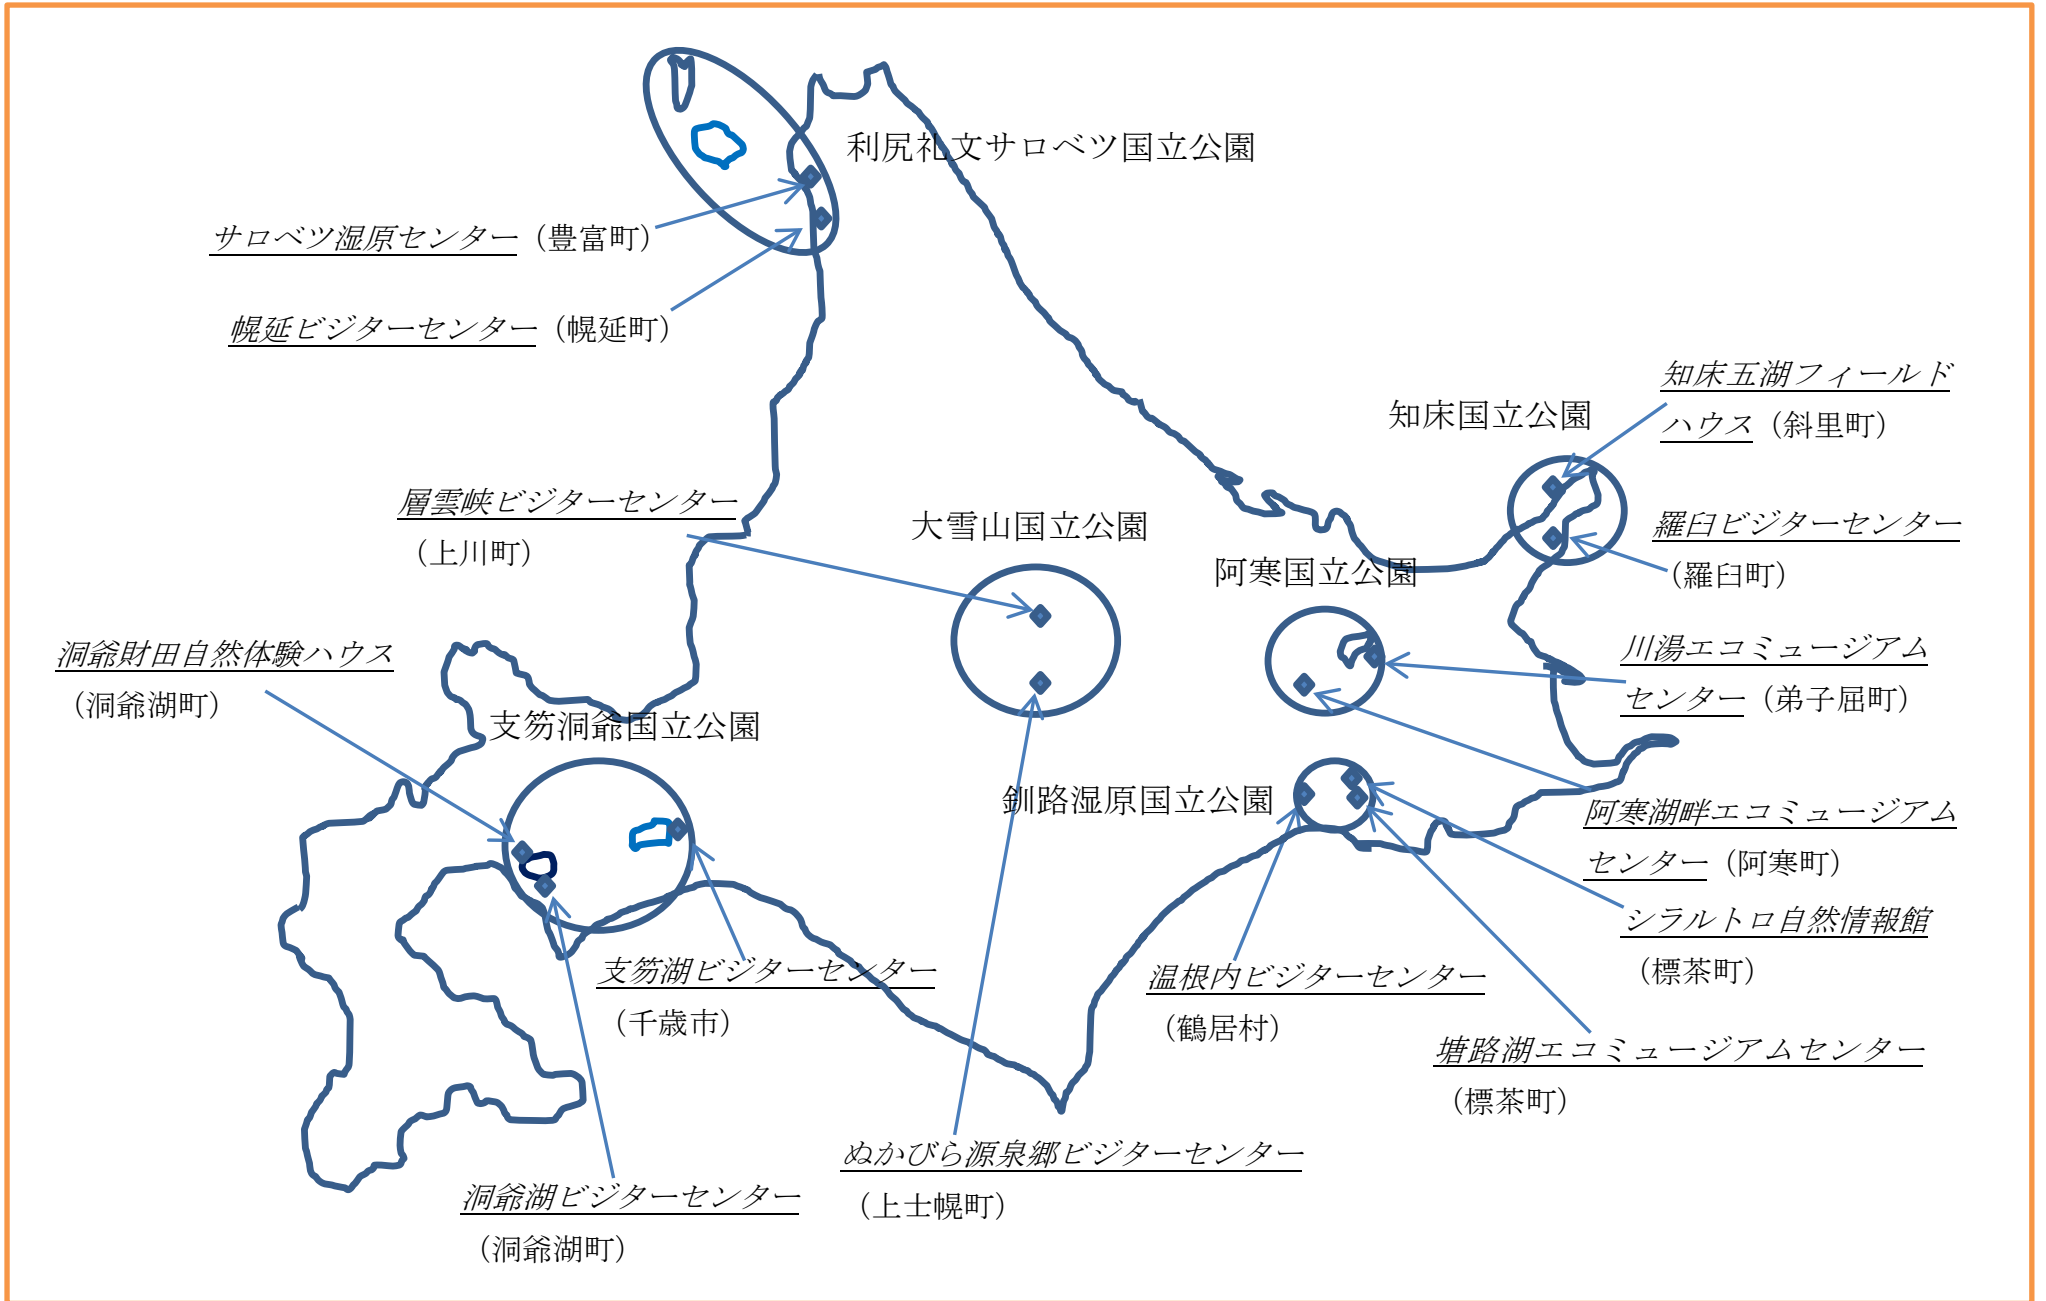 利尻礼文サロベツ国立公園
サロベツ湿原センター（豊富町）
幌延ビジターセンター（幌延町）
知床五湖フィールド
ハウス（斜里町）
知床国立公園
層雲峡ビジターセンター
（上川町）
大雪山国立公園
羅臼ビジターセンター
（羅臼町）
阿寒国立公園
洞爺財田自然体験ハウス
（洞爺湖町）
川湯エコミュージアム
センター（弟子屈町）
支笏洞爺国立公園
釧路湿原国立公園
阿寒湖畔エコミュージアム
センター（阿寒町）
シラルトロ自然情報館
（標茶町）
支笏湖ビジターセンター
（千歳市）
温根内ビジターセンター
（鶴居村）
塘路湖エコミュージアムセンター
（標茶町）
ぬかびら源泉郷ビジターセンター
（上士幌町）
洞爺湖ビジターセンター
（洞爺湖町）